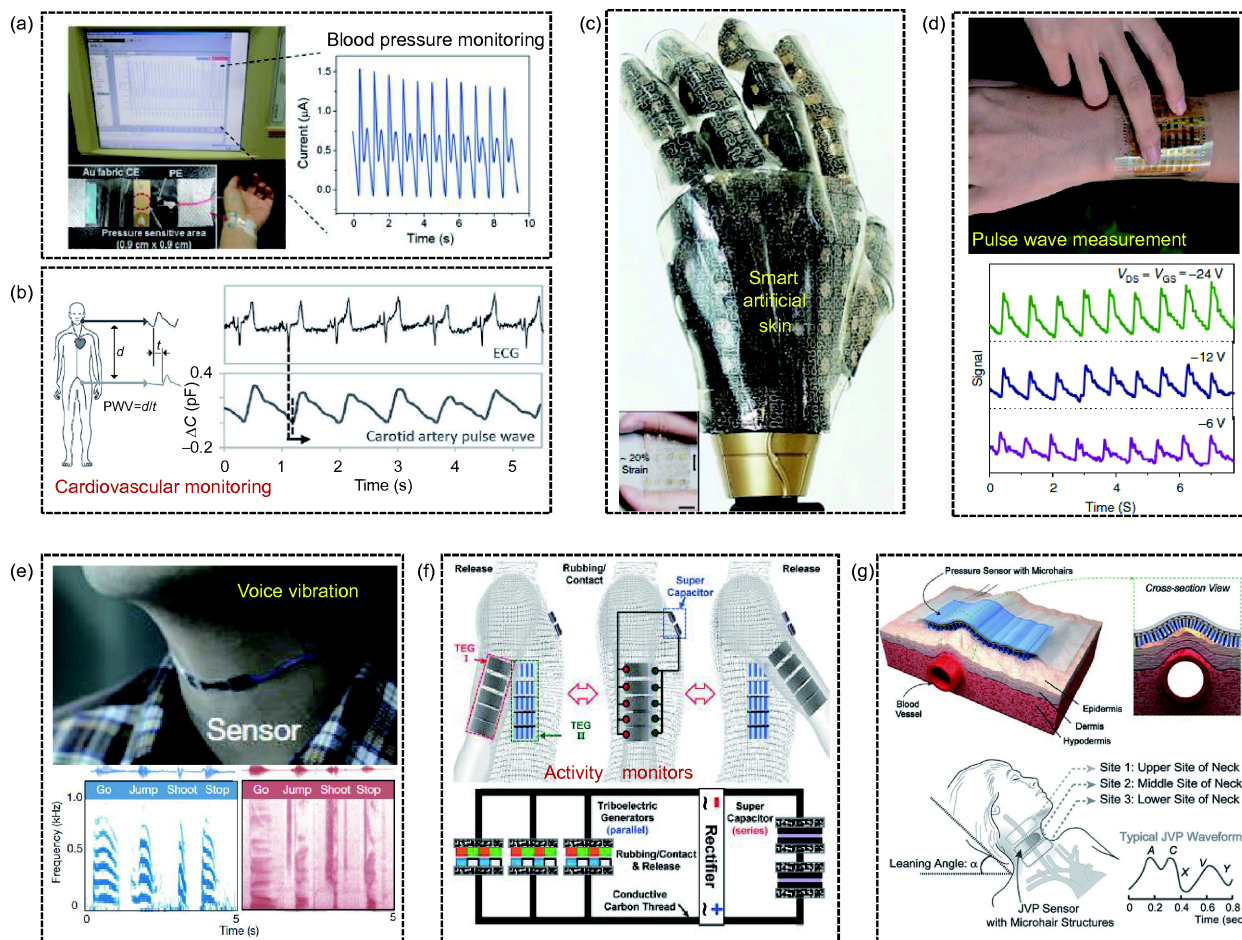 (a)
Blood pressure monitoring
1.5
1.0
0.5
0.0
Current (μA)
0 2 4 6 8 10
Time (s)
Au fabric CE PE
Pressure sensitive area
(0.9 cm x 0.9 cm)
(b)
d
t
PWV=d/t
ECG
0.4
–ΔC (pF)
–0.2
Carotid artery pulse wave
0 1 2 3 4 5
Time (s)
Cardiovascular monitoring
(c)
Smart
artificial
skin
~ 20%
Strain
(d)
Pulse wave measurement
VDS = VGS = –24 V
–12 V
–6 V
Signal
0 2 4 6
Time (S)
(e)
Voice vibration
Sensor
Go Jump Shoot Stop
Go Jump Shoot Stop
1.0
0.5
0
Frequency (kHz)
0 5
5
Time (s)
(f)
Release
Rubbing/
Contact
Release
Super
Capacitor
TEG
I
TEG
II
Activity monitors
Triboelectric
Generators
(parallel)
Rubbing/Contact
& Release
Conductive
Carbon Thread
~ –
Rectifier
~ +
Super
Capacitor
(series)
(g)
Pressure Sensor with Microhairs
Cross-section View
Blood
Vessel
Epidermis
Dermis
Hypodermis
Site 1: Upper Site of Neck
Site 2: Middle Site of Neck
Site 3: Lower Site of Neck
Leaning Angle: α
JVP Sensor
with Microhair Structures
Typical JVP Waveform
A C X V Y
0 0.2 0.4 0.6 0.8
Time (sec